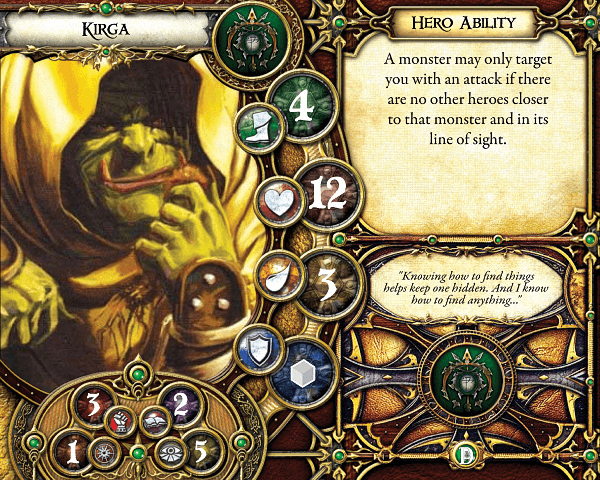 Kirga
4
12
3
3
2
1
5
Hero Ability
A monster may only target
you with an attack if there
are no other heroes closer
to that monster and in its
line of sight.
"Knowing how to find things
helps keep one hidden. And I know
how to find anything..."